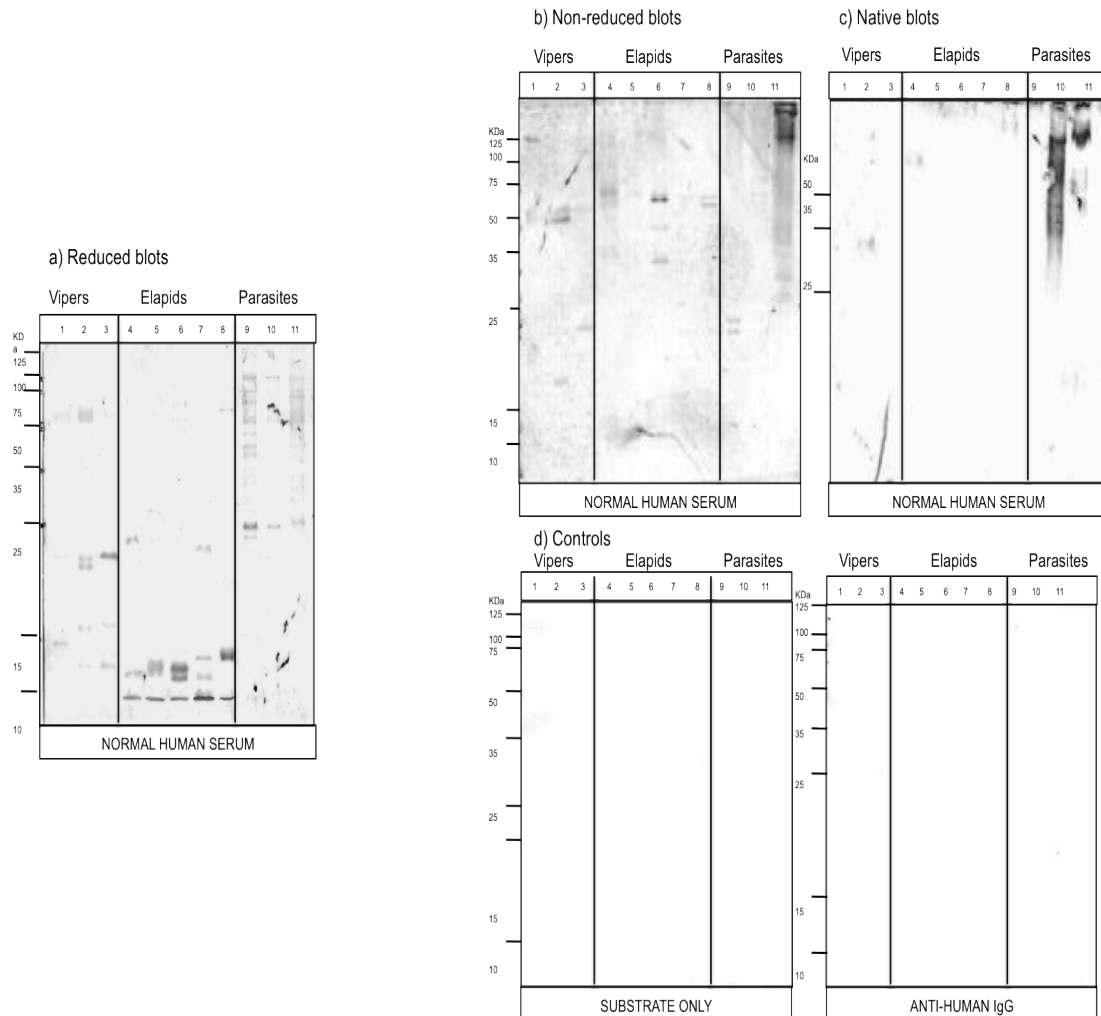 a) Reduced blots
Vipers Elapids Parasites
1 2 3 4 5 6 7 8 9 10 11
KD
a
125
100
75
50
35
25
15
10
NORMAL HUMAN SERUM
b) Non-reduced blots
Vipers Elapids Parasites
1 2 3 4 5 6 7 8 9 10 11
KDa
125
100
75
50
35
25
15
10
NORMAL HUMAN SERUM
c) Native blots
Vipers Elapids Parasites
1 2 3 4 5 6 7 8 9 10 11
KDa
50
35
25
NORMAL HUMAN SERUM
d) Controls
Vipers Elapids Parasites
1 2 3 4 5 6 7 8 9 10 11
KDa
125
100
75
50
35
25
15
10
SUBSTRATE ONLY
Vipers Elapids Parasites
1 2 3 4 5 6 7 8 9 10 11
KDa
125
100
75
50
35
25
15
10
ANTI-HUMAN IgG